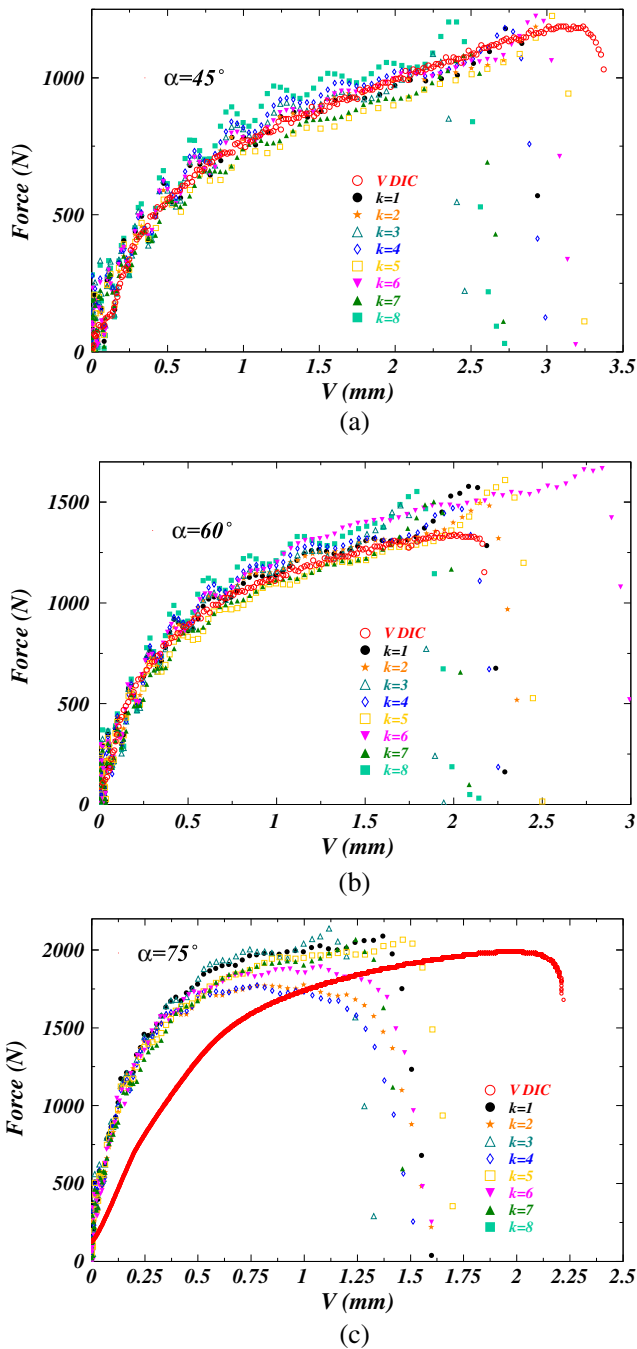 α=45°
Force (N)
1000
500
0
V DIC
k=1
k=2
k=3
k=4
k=5
k=6
k=7
k=8
0 0.5 1 1.5 2 2.5 3 3.5
V (mm)
(a)
α=60°
Force (N)
1500
1000
500
0
V DIC
k=1
k=2
k=3
k=4
k=5
k=6
k=7
k=8
0 0.5 1 1.5 2 2.5 3
V (mm)
(b)
α=75°
Force (N)
2000
1500
1000
500
0
V DIC
k=1
k=2
k=3
k=4
k=5
k=6
k=7
k=8
0 0.25 0.5 0.75 1 1.25 1.5 1.75 2 2.25
V (mm)
(c)